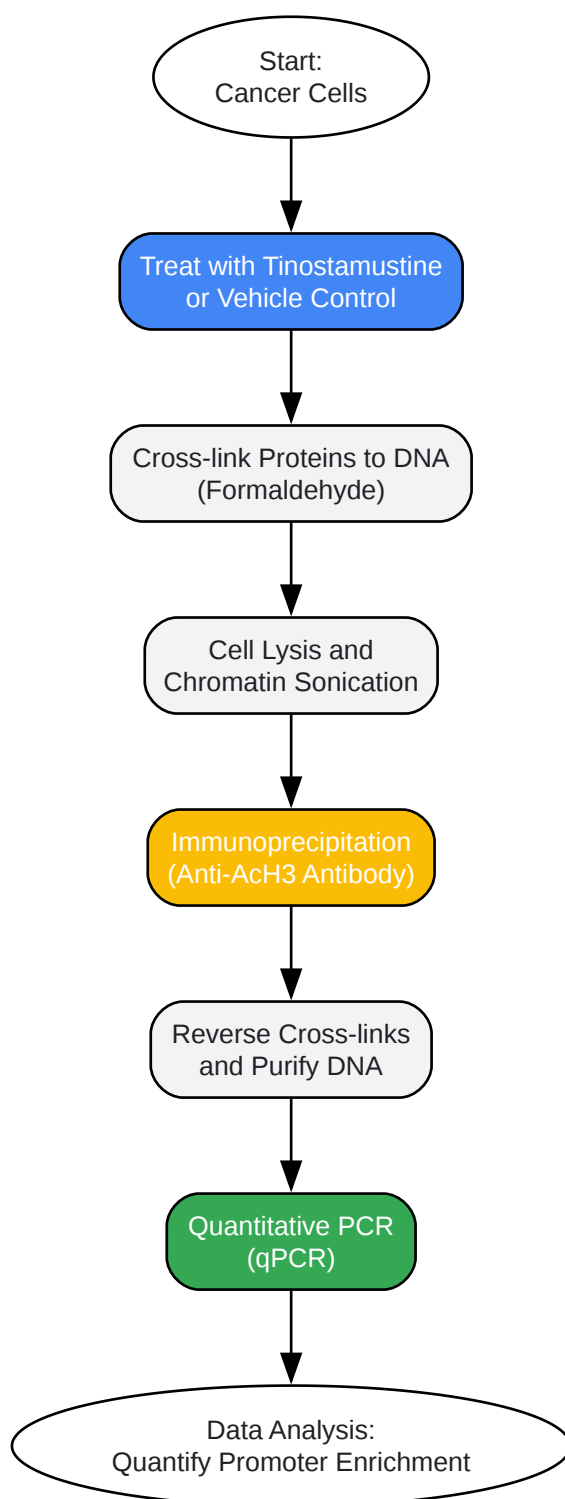 Start:
Cancer Cells
Treat with Tinostamustine
or Vehicle Control
Cross-link Proteins to DNA
(Formaldehyde)
Cell Lysis and
Chromatin Sonication
Immunoprecipitation
(Anti-AcH3 Antibody)
Reverse Cross-links
and Purify DNA
Quantitative PCR
(qPCR)
Data Analysis:
Quantify Promoter Enrichment